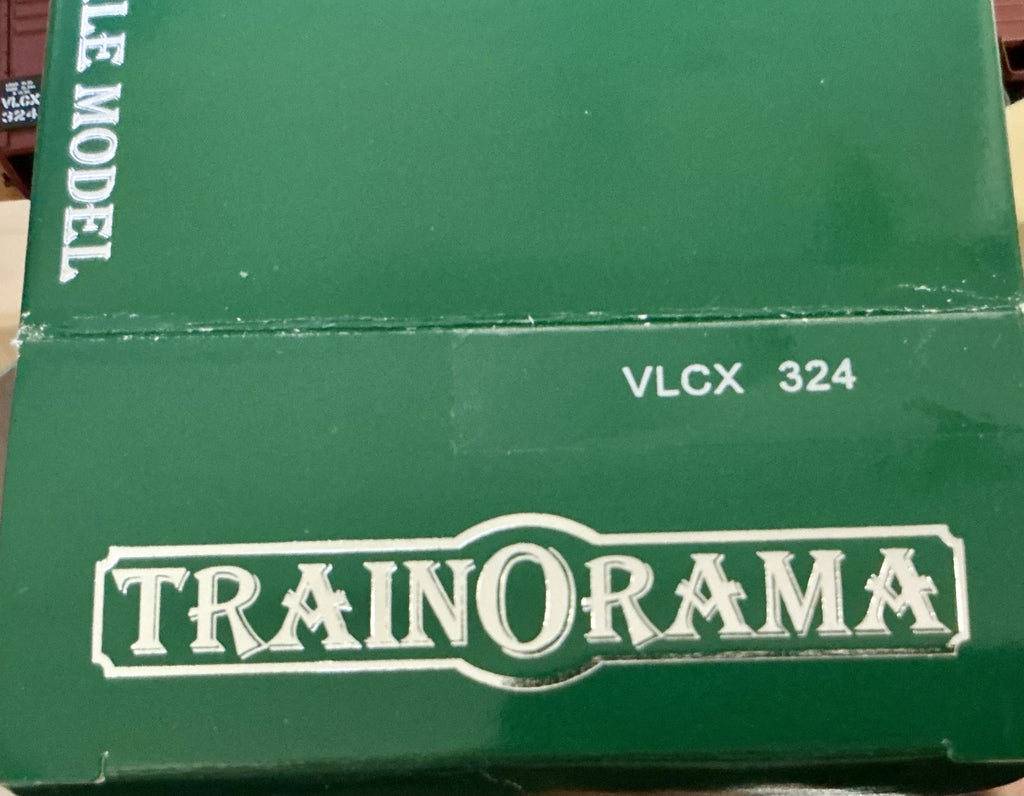 LE MODEL
VLCX
324
VLCX 324
TRAINORAMA